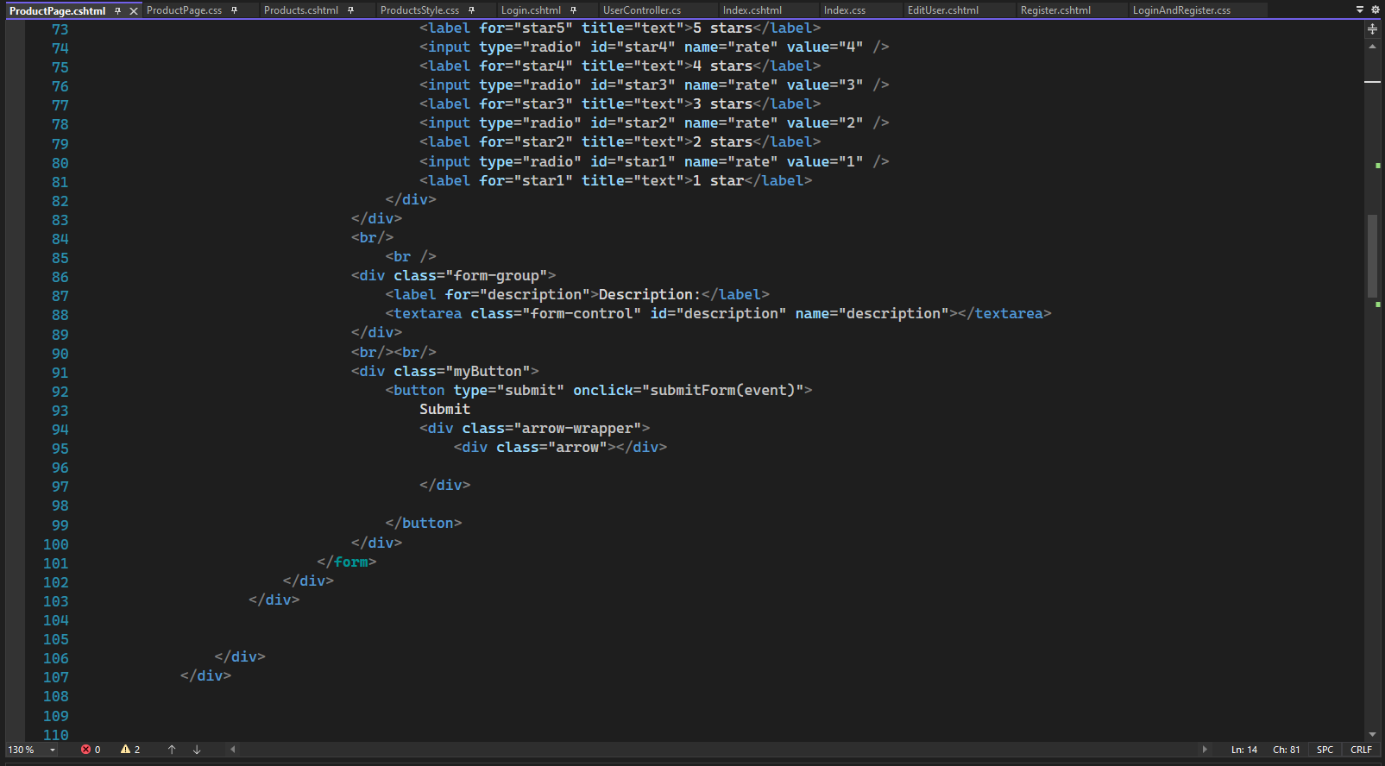 ProductPage.cshtml ProductPage.css Products.cshtml ProductsStyle.css Login.cshtml UserController.cs Index.cshtml Index.css EditUser.cshtml Register.cshtml LoginAndRegister.css
73 <label for="star5" title="text">5 stars</label>
74 <input type="radio" id="star4" name="rate" value="4" />
75 <label for="star4" title="text">4 stars</label>
76 <input type="radio" id="star3" name="rate" value="3" />
77 <label for="star3" title="text">3 stars</label>
78 <input type="radio" id="star2" name="rate" value="2" />
79 <label for="star2" title="text">2 stars</label>
80 <input type="radio" id="star1" name="rate" value="1" />
81 <label for="star1" title="text">1 star</label>
82 </div>
83 </div>
84 <br/>
85 <br />
86 <div class="form-group">
87 <label for="description">Description:</label>
88 <textarea class="form-control" id="description" name="description"></textarea>
89 </div>
90 <br/><br/>
91 <div class="myButton">
92 <button type="submit" onclick="submitForm(event)">
93 Submit
94 <div class="arrow-wrapper">
95 <div class="arrow"></div>
96
97 </div>
98
99 </button>
100 </div>
101 </form>
102 </div>
103 </div>
104
105
106 </div>
107 </div>
108
109
110
130 % 0 2 Ln: 14 Ch: 81 SPC CRLF